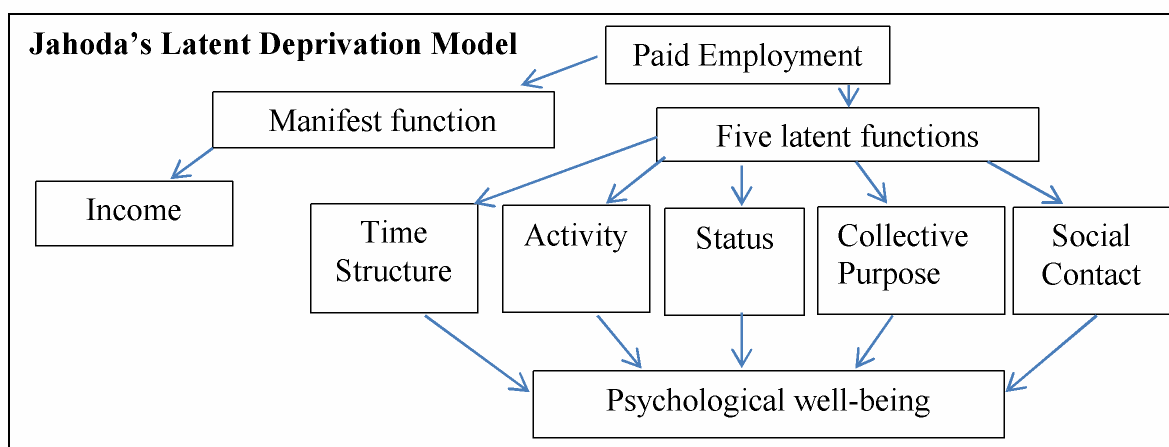 Jahoda's Latent Deprivation Model
Paid Employment
Manifest function
Five latent functions
Income
Time
Structure
Activity
Status
Collective
Purpose
Social
Contact
Psychological well-being